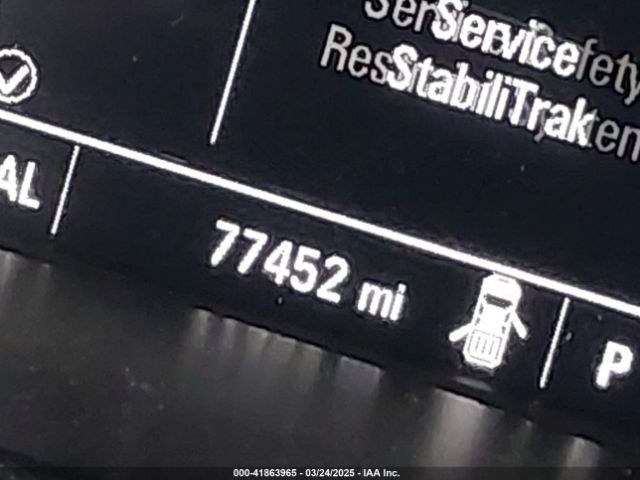 Service
StabiliTrak
AL
77452 mi
P
000-41863965 - 03/24/2025 - IAA Inc.